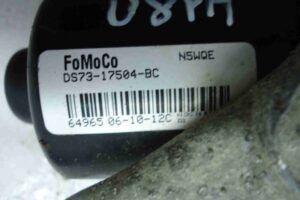 08PH
FoMoCo N5WQE
DS73-17504-BC
64965 06-10-12C